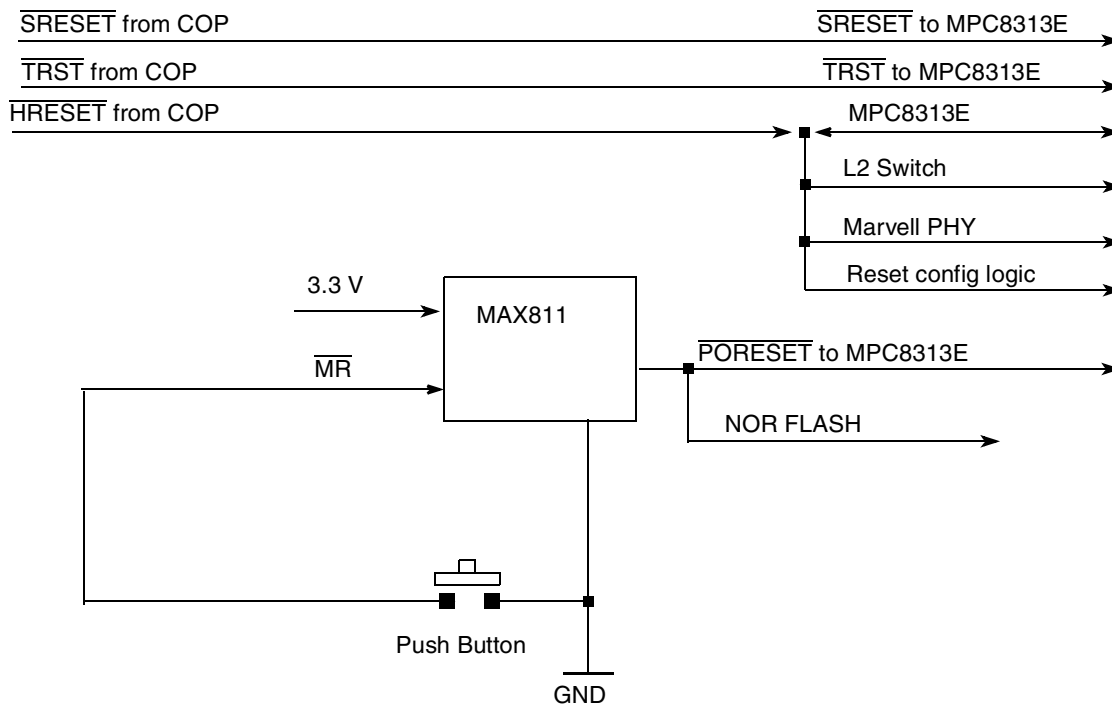 SRESET from COP SRESET to MPC8313E
TRST from COP TRST to MPC8313E
HRESET from COP MPC8313E
L2 Switch
Marvell PHY
Reset config logic
3.3 V
MAX811
PORESET to MPC8313E
MR
NOR FLASH
Push Button
GND